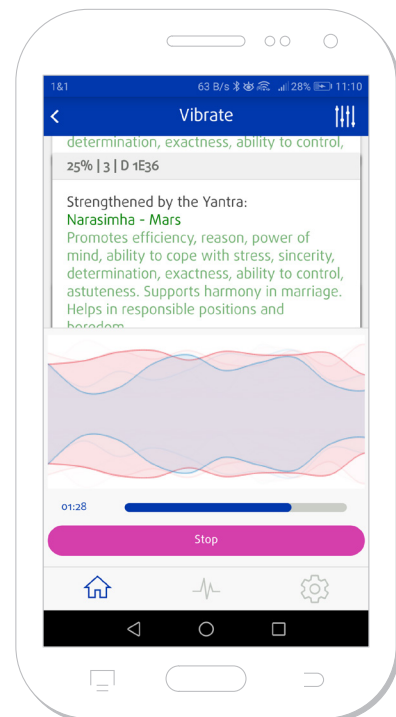 1&1 63 B/s 28% 11:10
Vibrate
determination, exactness, ability to control,
25% | 3 | D 1E36
Strengthened by the Yantra:
Narasimha - Mars
Promotes efficiency, reason, power of
mind, ability to cope with stress, sincerity,
determination, exactness, ability to control,
astuteness. Supports harmony in marriage.
Helps in responsible positions and
boredom
01:28
Stop